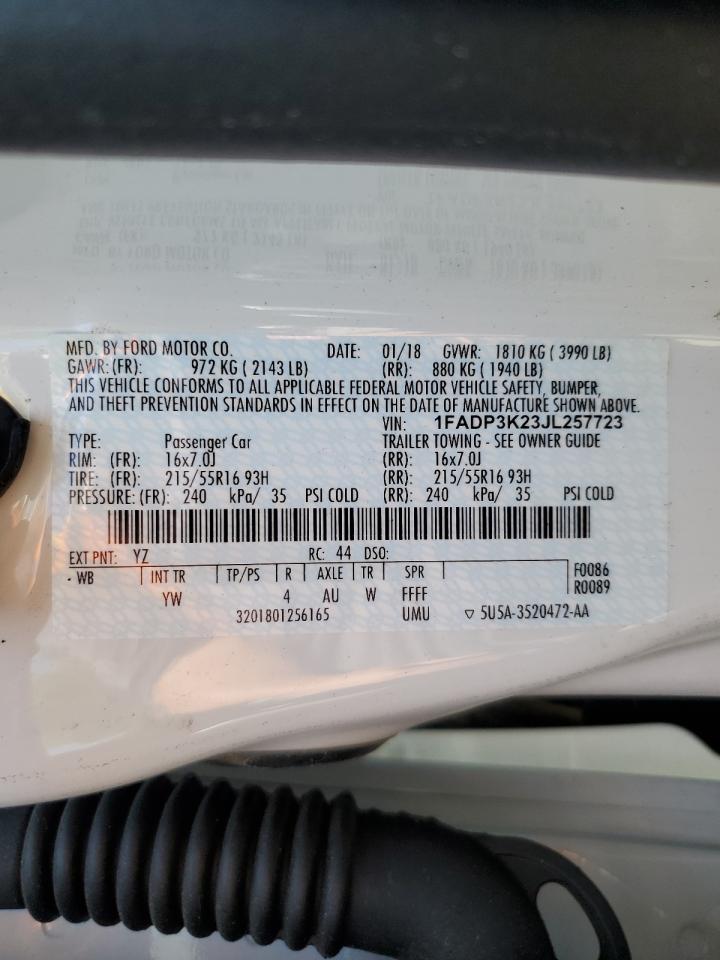 MFD. BY FORD MOTOR CO. DATE: 01/18 GVWR: 1810 KG ( 3990 LB)
GAWR: (FR): 972 KG ( 2143 LB) (RR): 880 KG ( 1940 LB)
THIS VEHICLE CONFORMS TO ALL APPLICABLE FEDERAL MOTOR VEHICLE SAFETY, BUMPER,
AND THEFT PREVENTION STANDARDS IN EFFECT ON THE DATE OF MANUFACTURE SHOWN ABOVE.
VIN: 1FADP3K23JL257723
TYPE: Passenger Car TRAILER TOWING - SEE OWNER GUIDE
RIM: (FR): 16x7.0J (RR): 16x7.0J
TIRE: (FR): 215/55R16 93H (RR): 215/55R16 93H
PRESSURE: (FR): 240 kPa/ 35 PSI COLD (RR): 240 kPa/ 35 PSI COLD
EXT PNT: YZ RC: 44 DSO:
- WB | INT TR | TP/PS | R | AXLE | TR | SPR F0086
R0089
YW 4 AU W FFFF
3201801256165 UMU ▽ 5U5A-3520472-AA